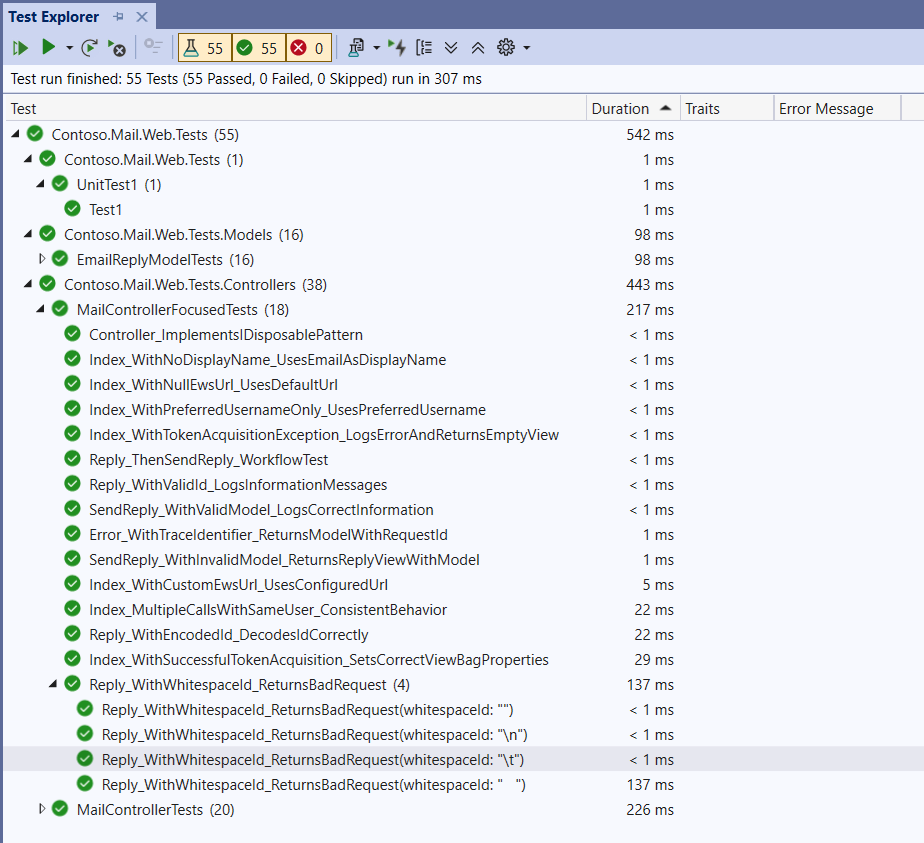 Test Explorer
55 55 0
Test run finished: 55 Tests (55 Passed, 0 Failed, 0 Skipped) run in 307 ms
Test Duration Traits Error Message
Contoso.Mail.Web.Tests (55) 542 ms
Contoso.Mail.Web.Tests (1) 1 ms
UnitTest1 (1) 1 ms
Test1 1 ms
Contoso.Mail.Web.Tests.Models (16) 98 ms
EmailReplyModelTests (16) 98 ms
Contoso.Mail.Web.Tests.Controllers (38) 443 ms
MailControllerFocusedTests (18) 217 ms
Controller_ImplementsIDisposablePattern < 1 ms
Index_WithNoDisplayName_UsesEmailAsDisplayName < 1 ms
Index_WithNullEwsUrl_UsesDefaultUrl < 1 ms
Index_WithPreferredUsernameOnly_UsesPreferredUsername < 1 ms
Index_WithTokenAcquisitionException_LogsErrorAndReturnsEmptyView < 1 ms
Reply_ThenSendReply_WorkflowTest < 1 ms
Reply_WithValidId_LogsInformationMessages < 1 ms
SendReply_WithValidModel_LogsCorrectInformation < 1 ms
Error_WithTraceIdentifier_ReturnsModelWithRequestId 1 ms
SendReply_WithInvalidModel_ReturnsReplyViewWithModel 1 ms
Index_WithCustomEwsUrl_UsesConfiguredUrl 5 ms
Index_MultipleCallsWithSameUser_ConsistentBehavior 22 ms
Reply_WithEncodedId_DecodesIdCorrectly 22 ms
Index_WithSuccessfulTokenAcquisition_SetsCorrectViewBagProperties 29 ms
Reply_WithWhitespaceId_ReturnsBadRequest (4) 137 ms
Reply_WithWhitespaceId_ReturnsBadRequest(whitespaceId: "") < 1 ms
Reply_WithWhitespaceId_ReturnsBadRequest(whitespaceId: "\n") < 1 ms
Reply_WithWhitespaceId_ReturnsBadRequest(whitespaceId: "\t") < 1 ms
Reply_WithWhitespaceId_ReturnsBadRequest(whitespaceId: "   ") 137 ms
MailControllerTests (20) 226 ms